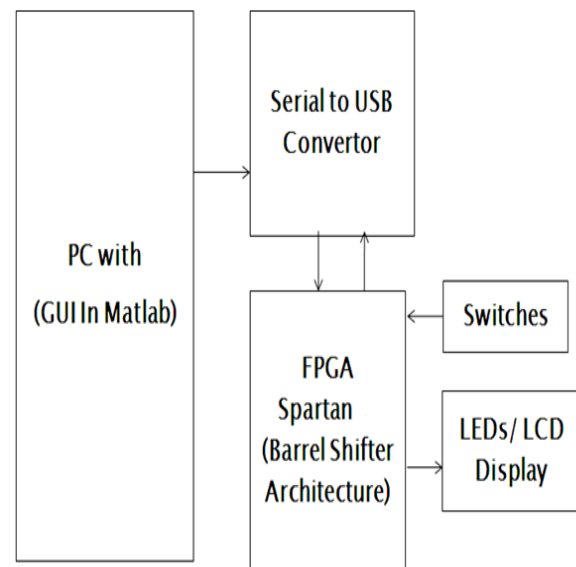 PC with
(GUI In Matlab)
Serial to USB
Convertor
FPGA
Spartan
(Barrel Shifter
Architecture)
Switches
LEDs/ LCD
Display